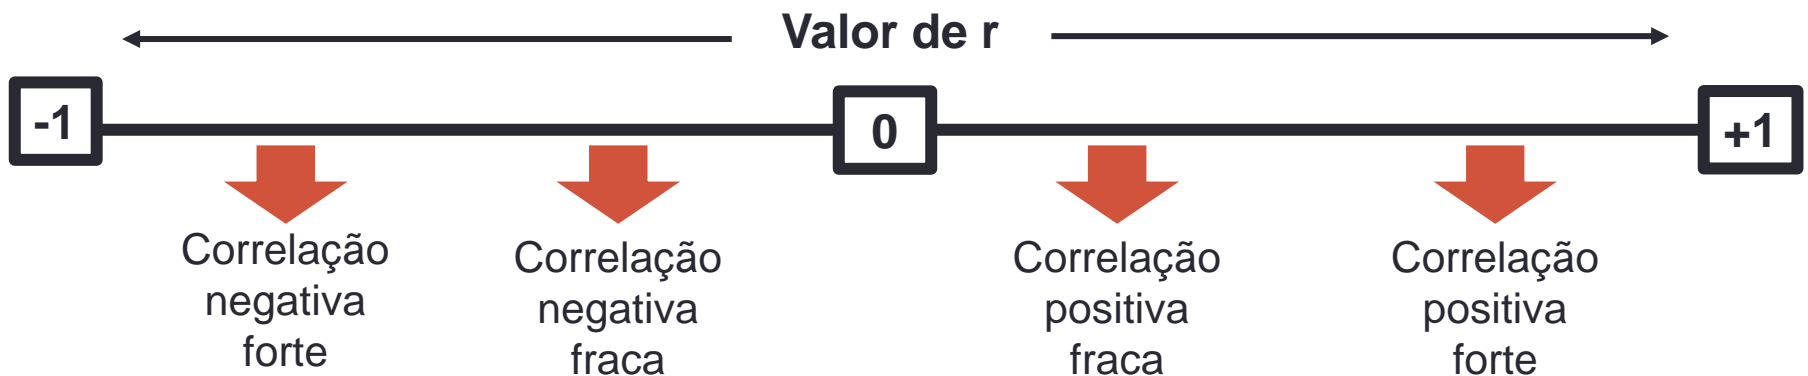 Valor de r
-1
0
+1
Correlação
negativa
forte
Correlação
negativa
fraca
Correlação
positiva
fraca
Correlação
positiva
forte